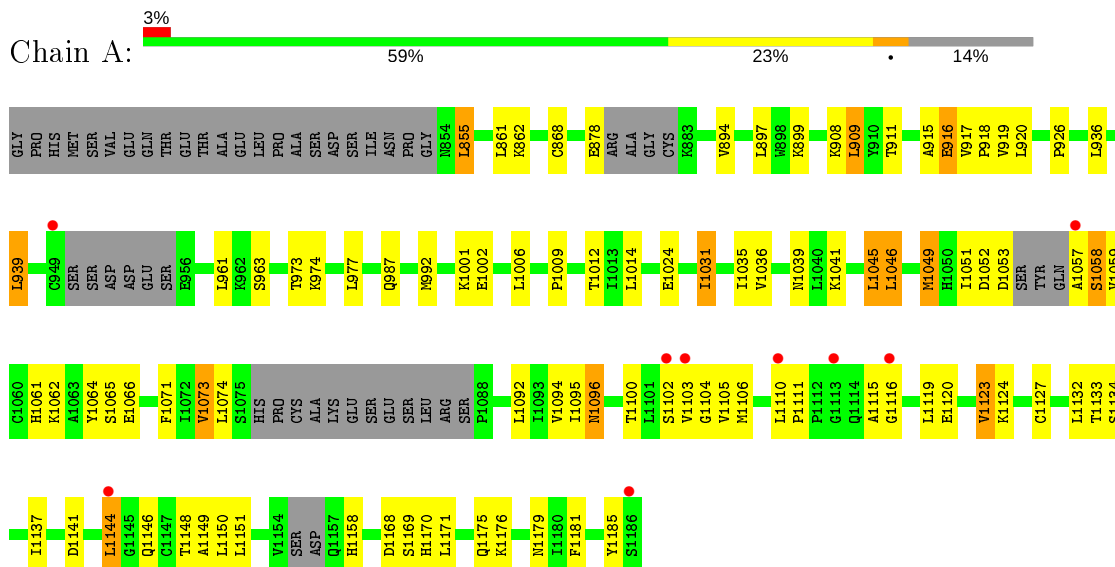 3%
Chain A:
59% 23% • 14%
GLY PRO HIS MET SER VAL GLU GLN THR GLU THR ALA GLU LEU PRO ALA SER ASP SER ILE ASN PRO GLY N854 L855 L861 K862 C868 E878 ARG ALA GLY CYS K883 V894 L897 W898 K899 K908 L909 Y910 T911 A915 E916 V917 P918 V919 L920 P926 L936
L939 C949 SER SER ASP ASP GLU SER E956 L961 K962 S963 T973 K974 L977 Q987 M992 K1001 E1002 L1006 P1009 T1012 I1013 L1014 E1024 I1031 I1035 V1036 N1039 L1040 K1041 L1045 L1046 M1049 H1050 I1051 D1052 D1053 SER TYR GLN A1057 S1058 V1059
C1060 H1061 K1062 A1063 Y1064 S1065 E1066 F1071 I1072 V1073 L1074 S1075 HIS PRO CYS ALA LYS GLU SER GLU SER LEU ARG SER P1088 L1092 I1093 V1094 I1095 N1096 T1100 L1101 S1102 V1103 G1104 V1105 M1106 L1110 P1111 P1112 G1113 Q1114 A1115 G1116 L1119 E1120 V1123 K1124 C1127 L1132 T1133 S1134
I1137 D1141 L1144 G1145 Q1146 C1147 T1148 A1149 L1150 L1151 V1154 SER ASP Q1157 H1158 D1168 S1169 H1170 L1171 Q1175 K1176 N1179 I1180 F1181 Y1185 S1186